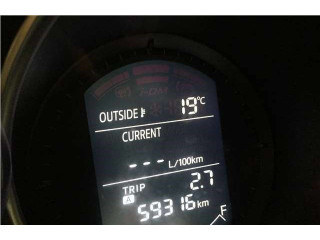 OUTSIDE 19°C
CURRENT
--- L/100km
TRIP A 2.7
59316 km
F